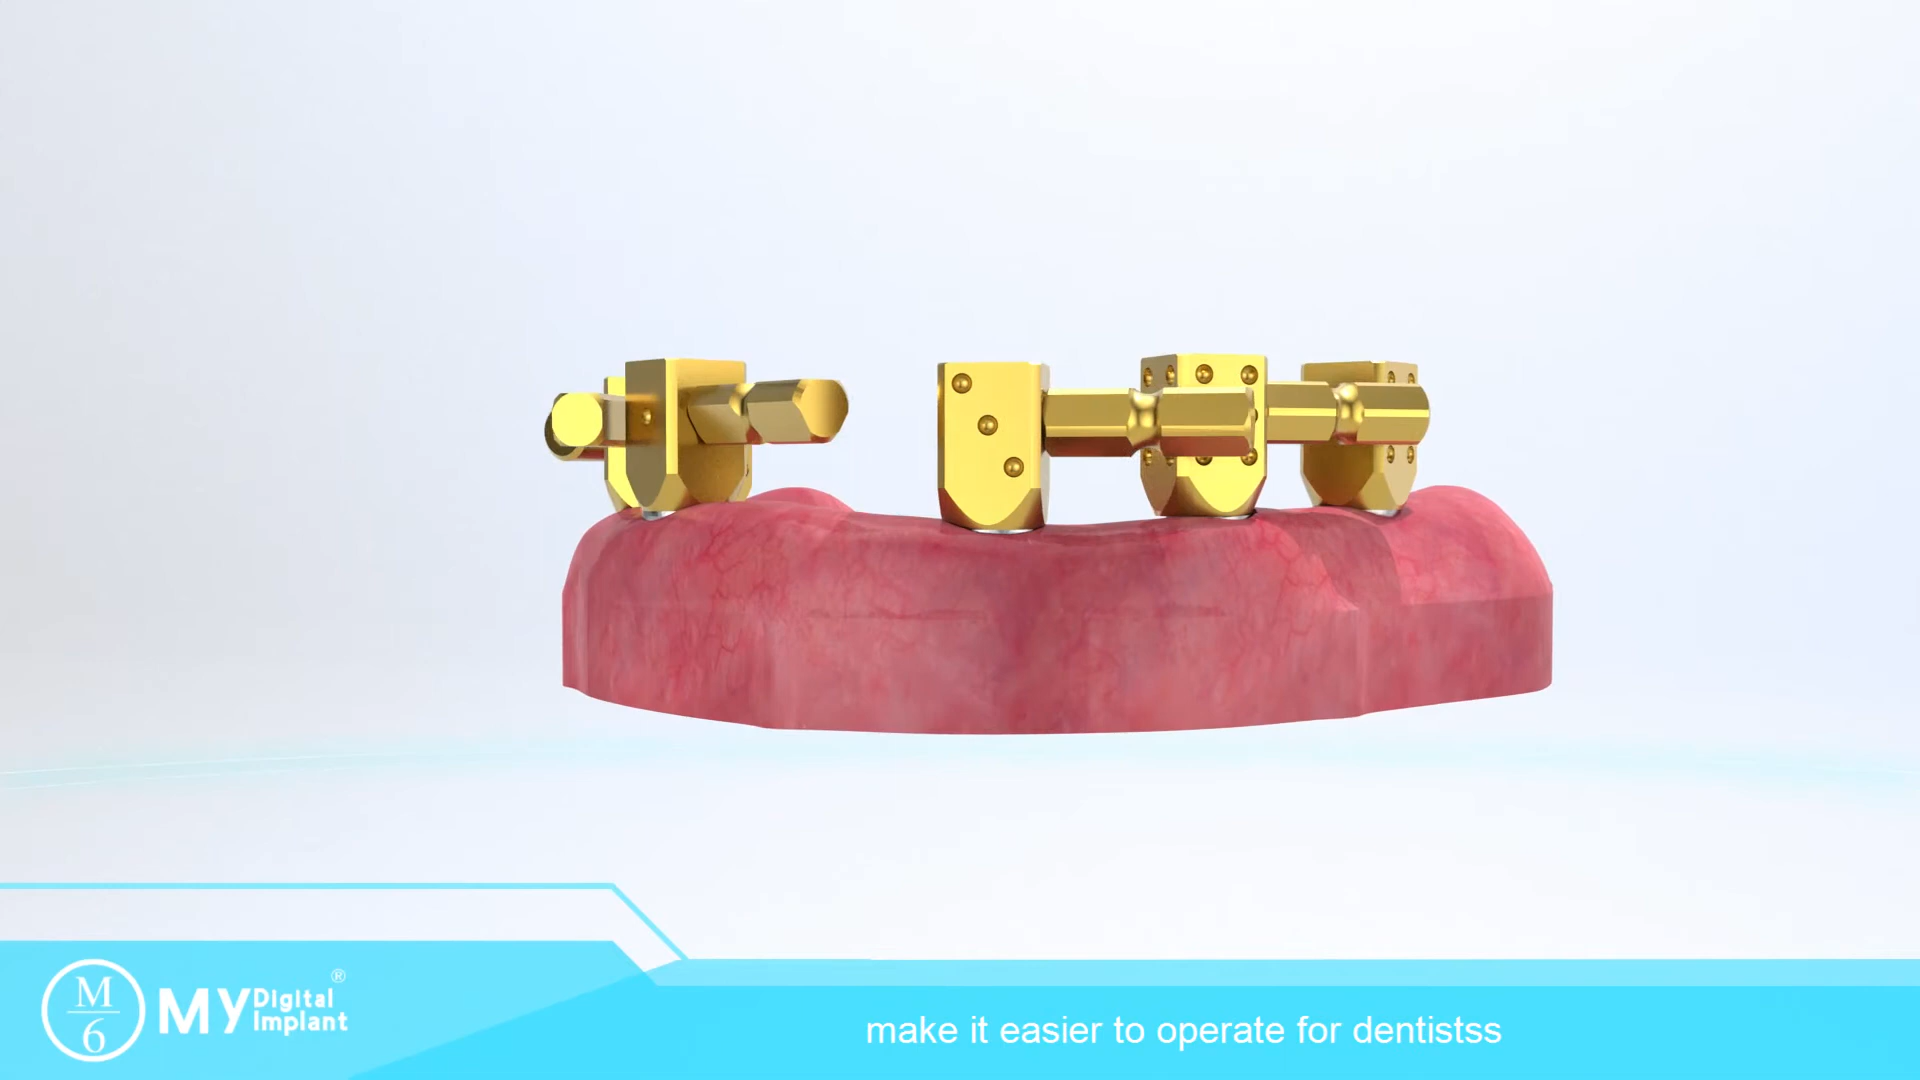 M
6
MY Digital
Implant
®
make it easier to operate for dentistss